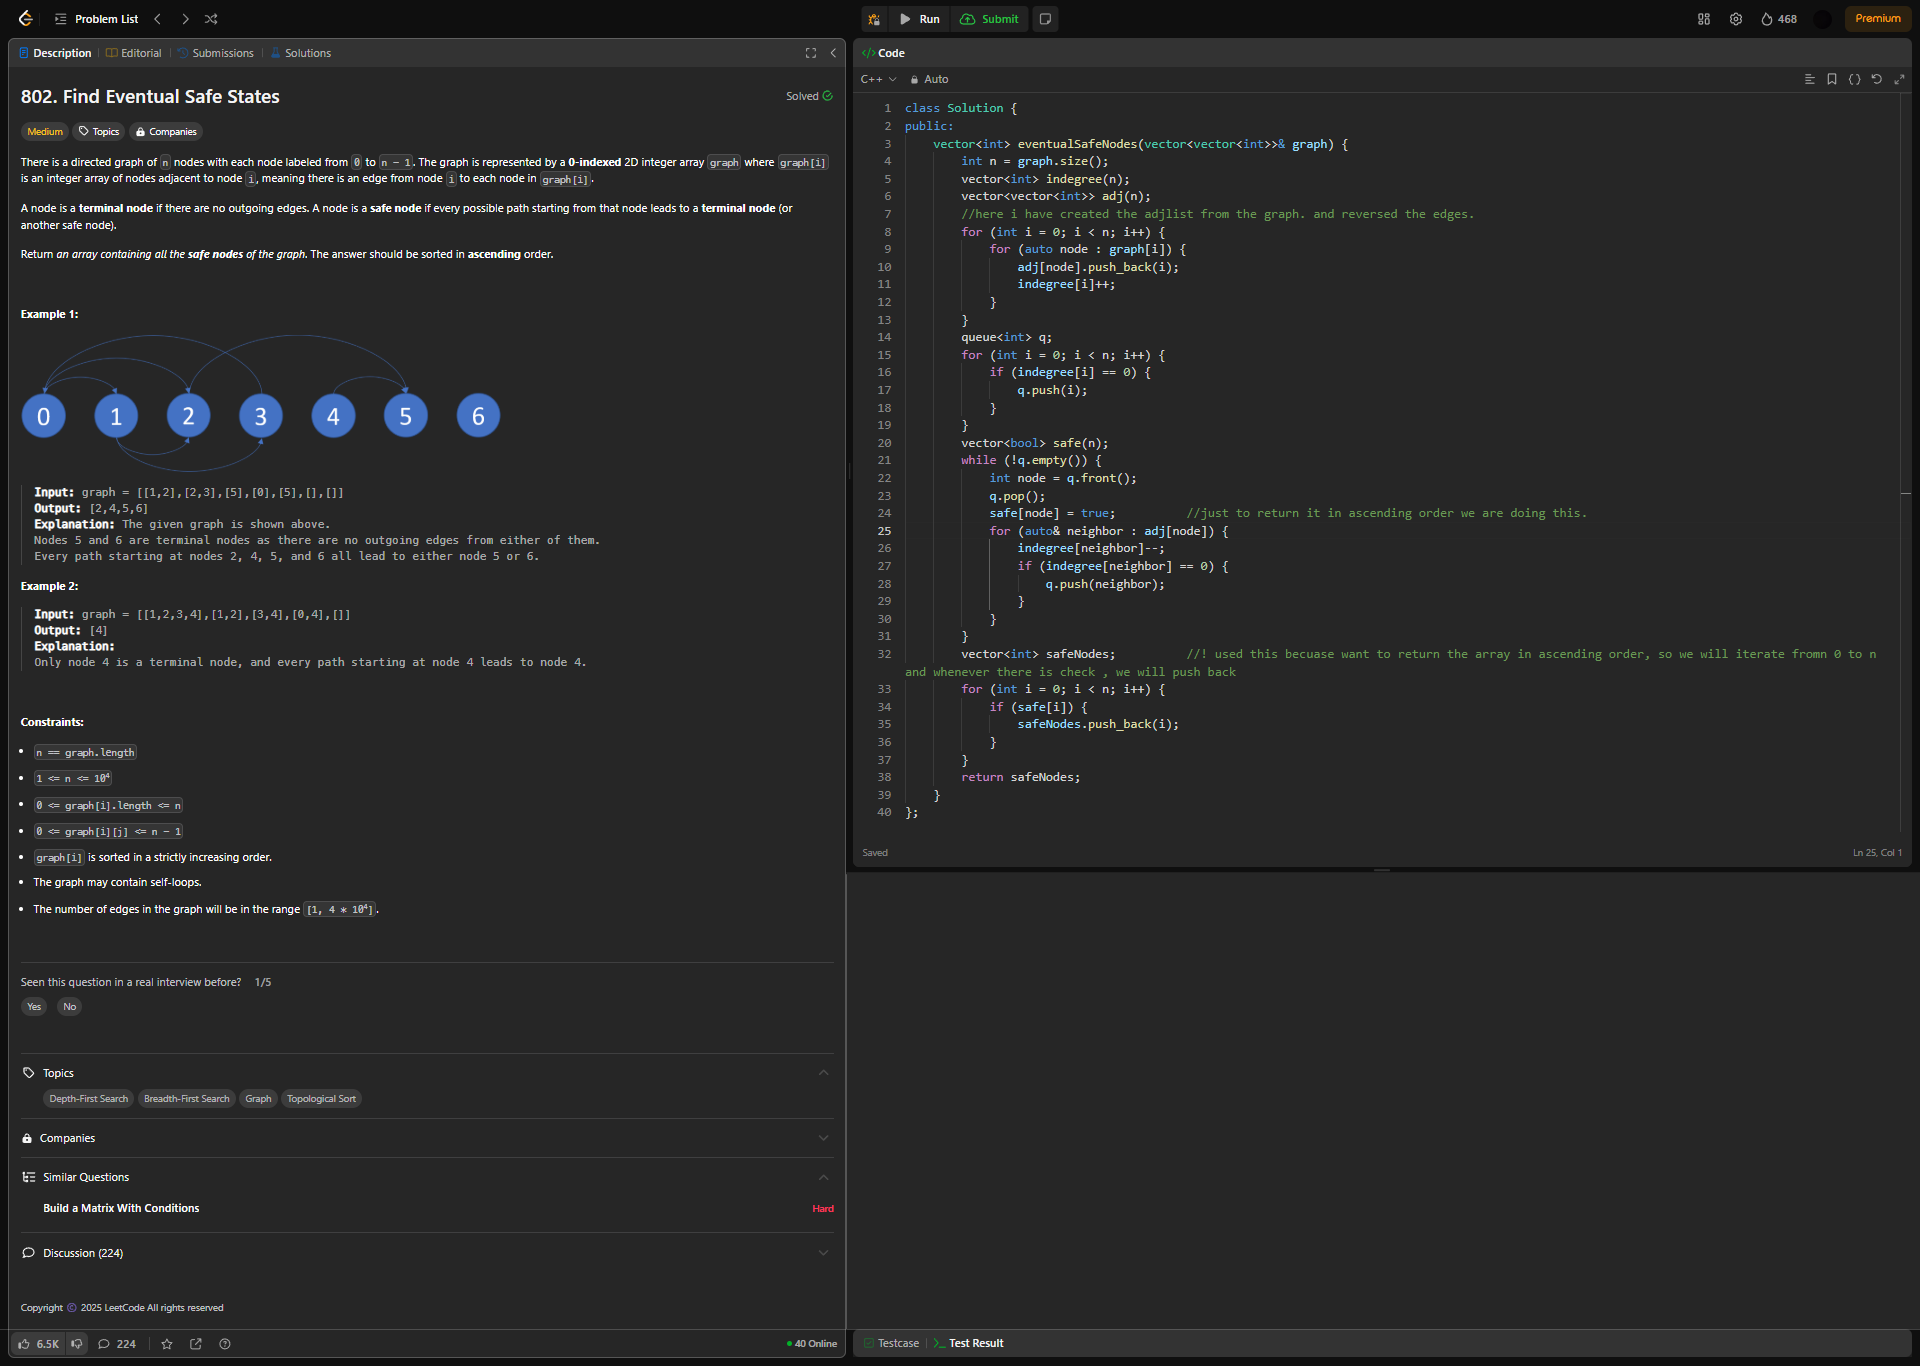 Problem List
Run
Submit
468
Premium
Description
Editorial
Submissions
Solutions
802. Find Eventual Safe States
Solved
Medium
Topics
Companies
There is a directed graph of n nodes with each node labeled from 0 to n - 1. The graph is represented by a 0-indexed 2D integer array graph where graph[i]
is an integer array of nodes adjacent to node i, meaning there is an edge from node i to each node in graph[i].
A node is a terminal node if there are no outgoing edges. A node is a safe node if every possible path starting from that node leads to a terminal node (or
another safe node).
Return an array containing all the safe nodes of the graph. The answer should be sorted in ascending order.
Example 1:
0 1 2 3 4 5 6
Input: graph = [[1,2],[2,3],[5],[0],[5],[],[]]
Output: [2,4,5,6]
Explanation: The given graph is shown above.
Nodes 5 and 6 are terminal nodes as there are no outgoing edges from either of them.
Every path starting at nodes 2, 4, 5, and 6 all lead to either node 5 or 6.
Example 2:
Input: graph = [[1,2,3,4],[1,2],[3,4],[0,4],[]]
Output: [4]
Explanation:
Only node 4 is a terminal node, and every path starting at node 4 leads to node 4.
Constraints:
n == graph.length
1 <= n <= 10⁴
0 <= graph[i].length <= n
0 <= graph[i][j] <= n - 1
graph[i] is sorted in a strictly increasing order.
The graph may contain self-loops.
The number of edges in the graph will be in the range [1, 4 * 10⁴].
Seen this question in a real interview before? 1/5
Yes No
Topics
Depth-First Search
Breadth-First Search
Graph
Topological Sort
Companies
Similar Questions
Build a Matrix With Conditions
Hard
Discussion (224)
Copyright © 2025 LeetCode All rights reserved
6.5K
224
40 Online
</> Code
C++
Auto
1 class Solution {
2 public:
3 vector<int> eventualSafeNodes(vector<vector<int>>& graph) {
4 int n = graph.size();
5 vector<int> indegree(n);
6 vector<vector<int>> adj(n);
7 //here i have created the adjlist from the graph. and reversed the edges.
8 for (int i = 0; i < n; i++) {
9 for (auto node : graph[i]) {
10 adj[node].push_back(i);
11 indegree[i]++;
12 }
13 }
14 queue<int> q;
15 for (int i = 0; i < n; i++) {
16 if (indegree[i] == 0) {
17 q.push(i);
18 }
19 }
20 vector<bool> safe(n);
21 while (!q.empty()) {
22 int node = q.front();
23 q.pop();
24 safe[node] = true; //just to return it in ascending order we are doing this.
25 for (auto& neighbor : adj[node]) {
26 indegree[neighbor]--;
27 if (indegree[neighbor] == 0) {
28 q.push(neighbor);
29 }
30 }
31 }
32 vector<int> safeNodes; //! used this becuase want to return the array in ascending order, so we will iterate fromn 0 to n
and whenever there is check , we will push back
33 for (int i = 0; i < n; i++) {
34 if (safe[i]) {
35 safeNodes.push_back(i);
36 }
37 }
38 return safeNodes;
39 }
40 };
Saved
Ln 25, Col 1
Testcase
>_ Test Result